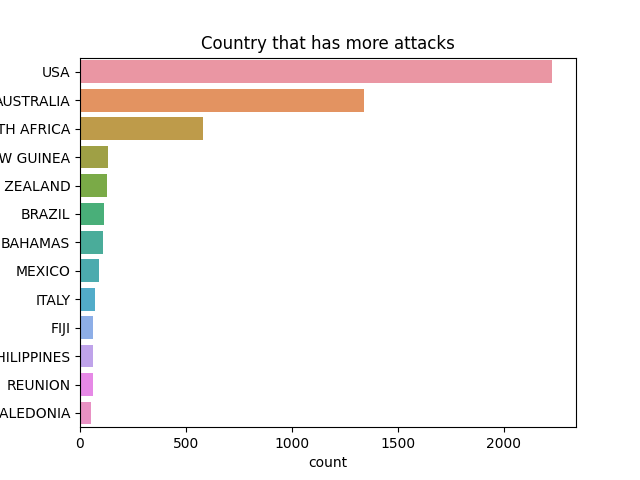 Country that has more attacks
USA
AUSTRALIA
TH AFRICA
W GUINEA
ZEALAND
BRAZIL
BAHAMAS
MEXICO
ITALY
FIJI
HILIPPINES
REUNION
ALEDONIA
0 500 1000 1500 2000
count